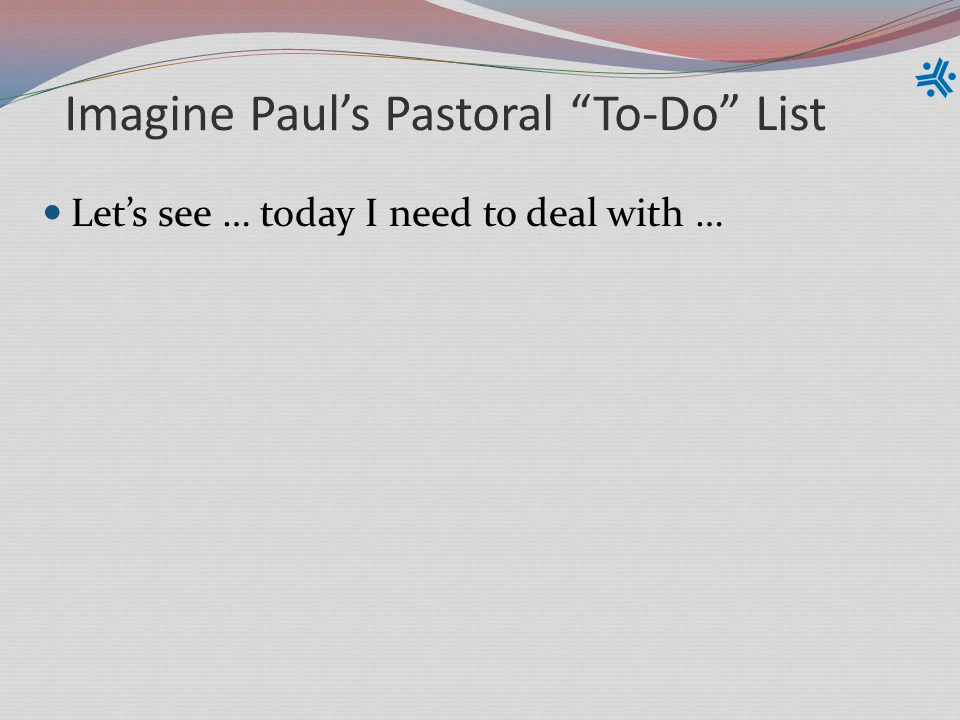 Imagine Paul’s Pastoral “To-Do” List
Let’s see … today I need to deal with …